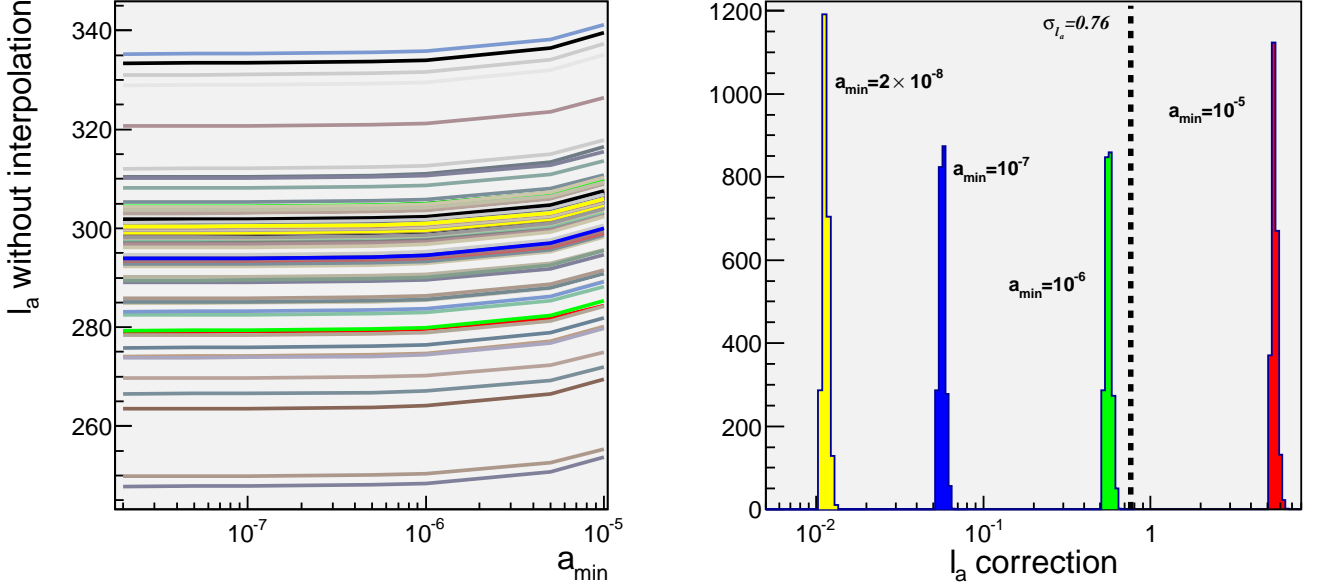 l_a without interpolation
340
320
300
280
260
10^-7
10^-6
10^-5
a_min
1200
1000
800
600
400
200
0
σ_{l_a}=0.76
a_min=2 × 10^-8
a_min=10^-5
a_min=10^-7
a_min=10^-6
10^-2
10^-1
1
l_a correction